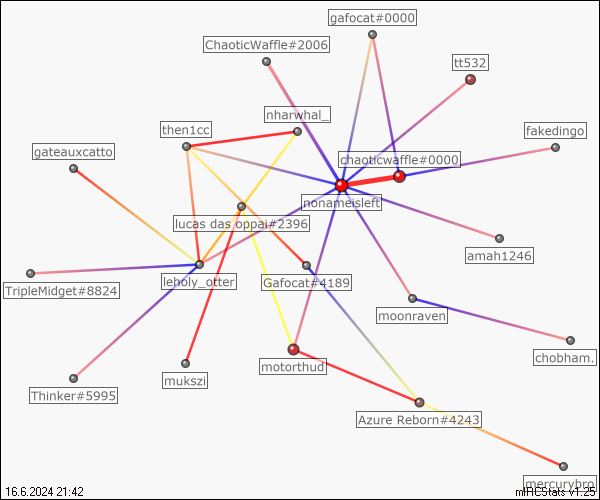 gafocat#0000
ChaoticWaffle#2006
tt532
nharwhal_
then1cc
fakedingo
gateauxcatto
chaoticwaffle#0000
nonameisleft
lucas das oppai#2396
amah1246
leholy_otter
Gafocat#4189
TripleMidget#8824
moonraven
chobham.
motorthud
mukszi
Thinker#5995
Azure Reborn#4243
mercurybro
16.6.2024 21:42
mIRCStats v1.25